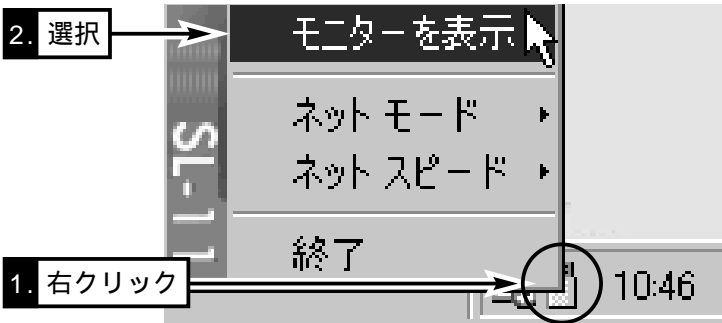 2. 選択
モニターを表示
ネット モード
ネット スピード
終了
SL-11
1. 右クリック
10:46